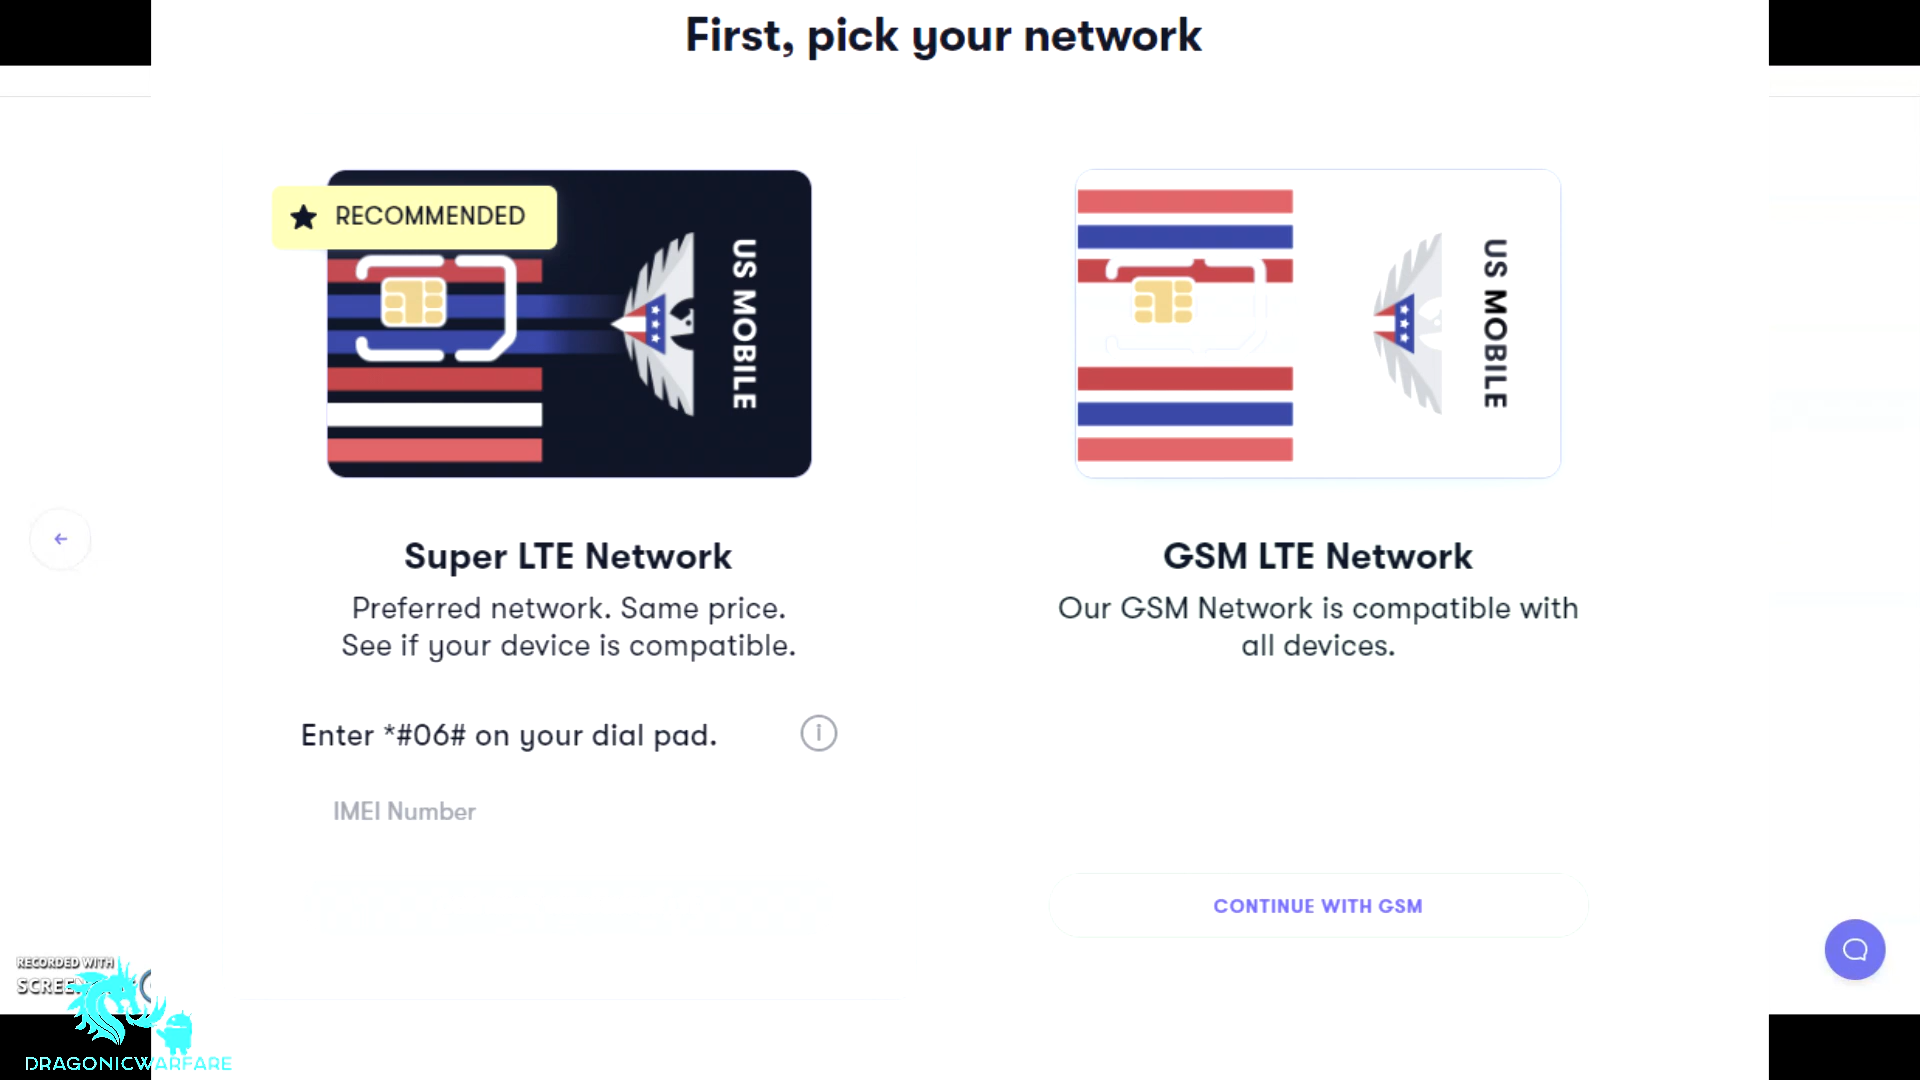 First, pick your network
RECOMMENDED
US MOBILE
US MOBILE
Super LTE Network
Preferred network. Same price.
See if your device is compatible.
GSM LTE Network
Our GSM Network is compatible with
all devices.
Enter *#06# on your dial pad.
IMEI Number
CONTINUE WITH GSM
RECORDED WITH
DRAGONICWARFARE